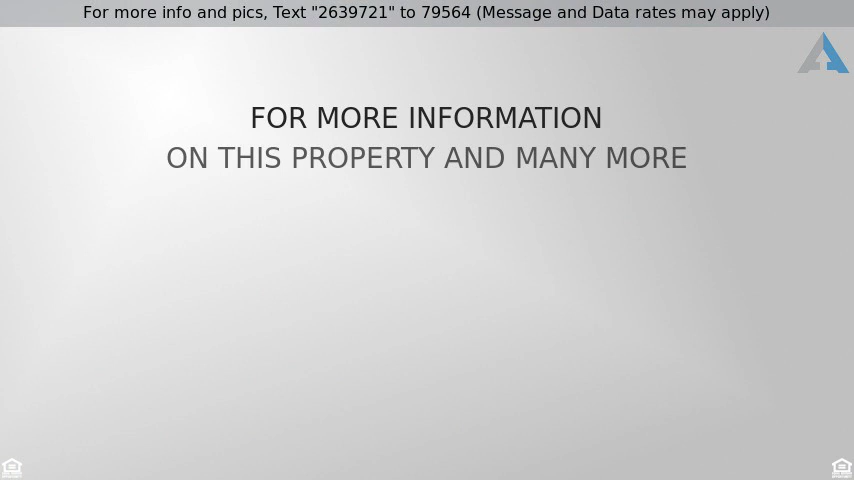 For more info and pics, Text "2639721" to 79564 (Message and Data rates may apply)
FOR MORE INFORMATION
ON THIS PROPERTY AND MANY MORE